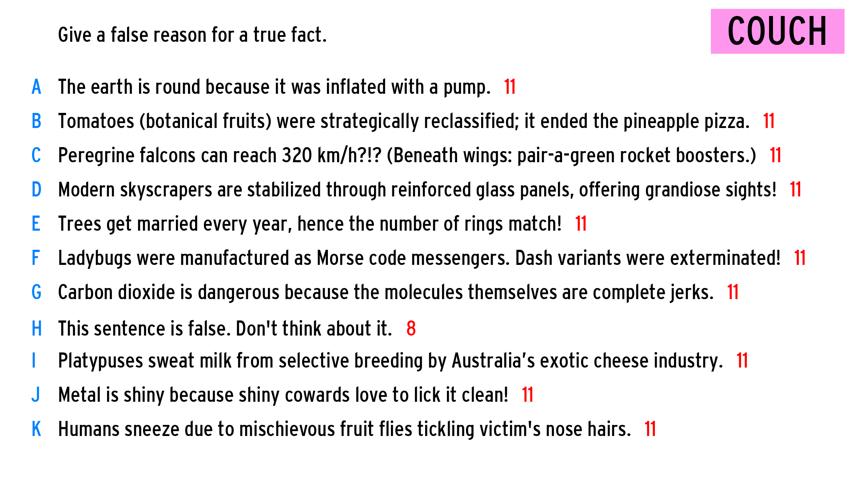 Give a false reason for a true fact.
COUCH
A The earth is round because it was inflated with a pump. 11
B Tomatoes (botanical fruits) were strategically reclassified; it ended the pineapple pizza. 11
C Peregrine falcons can reach 320 km/h?!? (Beneath wings: pair-a-green rocket boosters.) 11
D Modern skyscrapers are stabilized through reinforced glass panels, offering grandiose sights! 11
E Trees get married every year, hence the number of rings match! 11
F Ladybugs were manufactured as Morse code messengers. Dash variants were exterminated! 11
G Carbon dioxide is dangerous because the molecules themselves are complete jerks. 11
H This sentence is false. Don't think about it. 8
I Platypuses sweat milk from selective breeding by Australia’s exotic cheese industry. 11
J Metal is shiny because shiny cowards love to lick it clean! 11
K Humans sneeze due to mischievous fruit flies tickling victim's nose hairs. 11